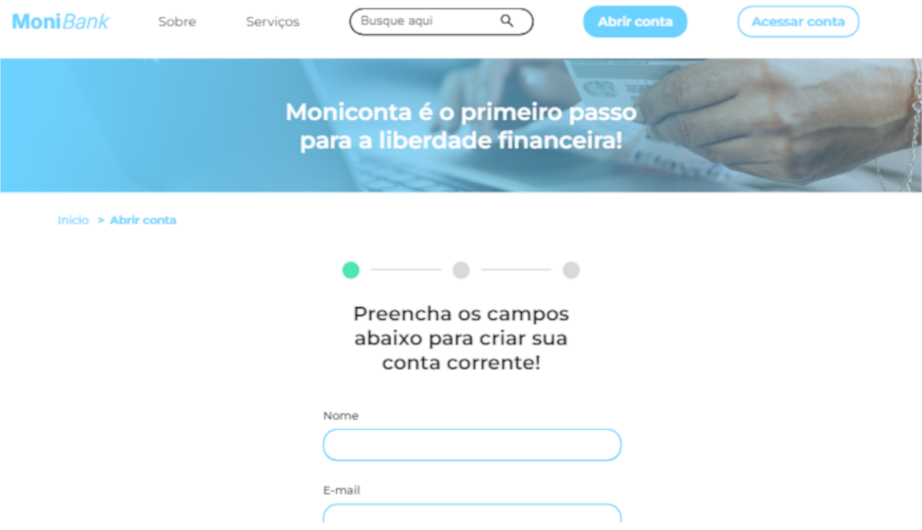 MoniBank
Sobre
Serviços
Busque aqui
Abrir conta
Acessar conta
Moniconta é o primeiro passo
para a liberdade financeira!
Início > Abrir conta
Preencha os campos
abaixo para criar sua
conta corrente!
Nome
E-mail